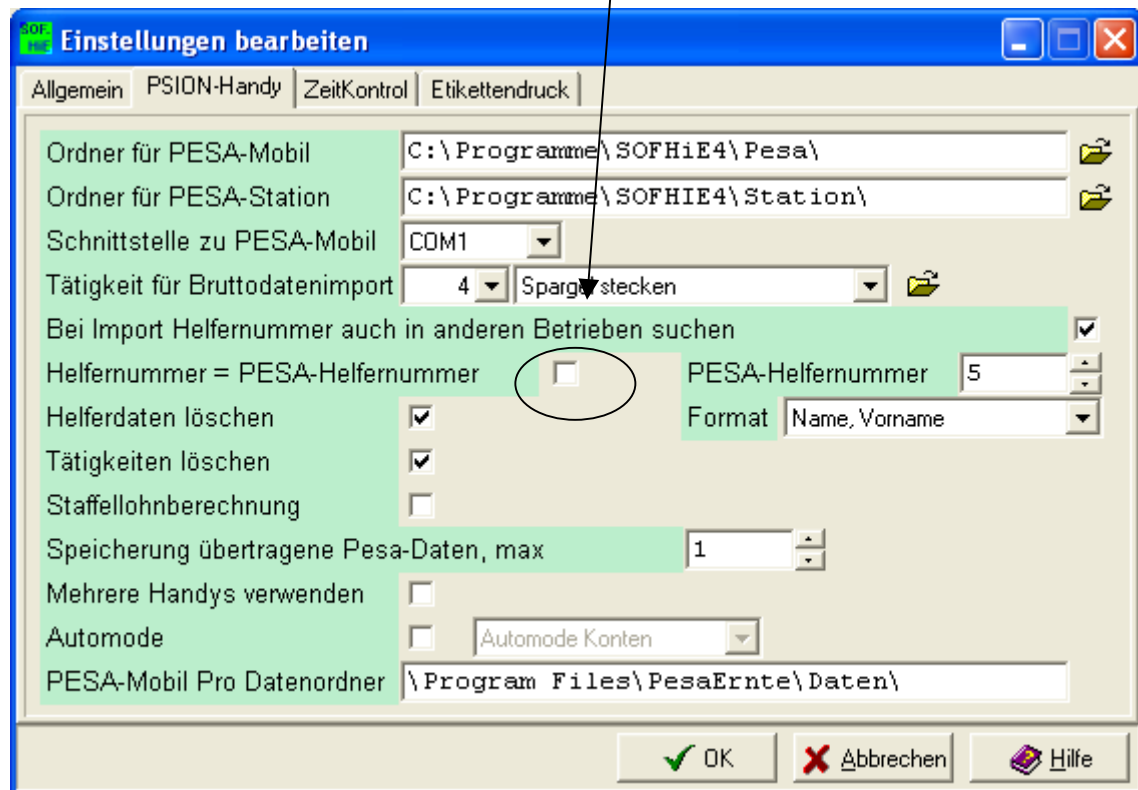 SOF. HiE Einstellungen bearbeiten
Allgemein PSION-Handy ZeitKontrol Etikettendruck
Ordner für PESA-Mobil C:\Programme\SOFHiE4\Pesa\
Ordner für PESA-Station C:\Programme\SOFHIE4\Station\
Schnittstelle zu PESA-Mobil COM1
Tätigkeit für Bruttodatenimport 4 Spargel stecken
Bei Import Helfernummer auch in anderen Betrieben suchen
Helfernummer = PESA-Helfernummer PESA-Helfernummer 5
Helferdaten löschen Format Name, Vorname
Tätigkeiten löschen
Staffellohnberechnung
Speicherung übertragene Pesa-Daten, max 1
Mehrere Handys verwenden
Automode Automode Konten
PESA-Mobil Pro Datenordner \Program Files\PesaErnte\Daten\
OK Abbrechen Hilfe